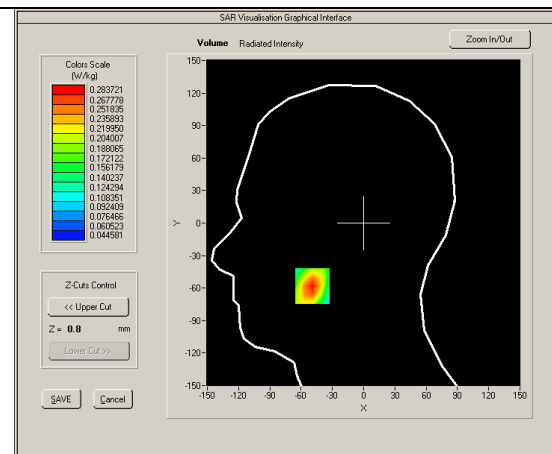 SAR Visualisation Graphical Interface
Volume Radiated Intensity
Zoom In/Out
Colors Scale
(W/kg)
0.283721
0.267778
0.251835
0.235893
0.219950
0.204007
0.188065
0.172122
0.156179
0.140237
0.124294
0.108351
0.092409
0.076466
0.060523
0.044581
Z-Cuts Control
<< Upper Cut
Z = 0.8 mm
Lower Cut >>
SAVE Cancel
150
120
90
60
30
0
-30
-60
-90
-120
-150
Y
-150 -120 -90 -60 -30 0 30 60 90 120 150
X